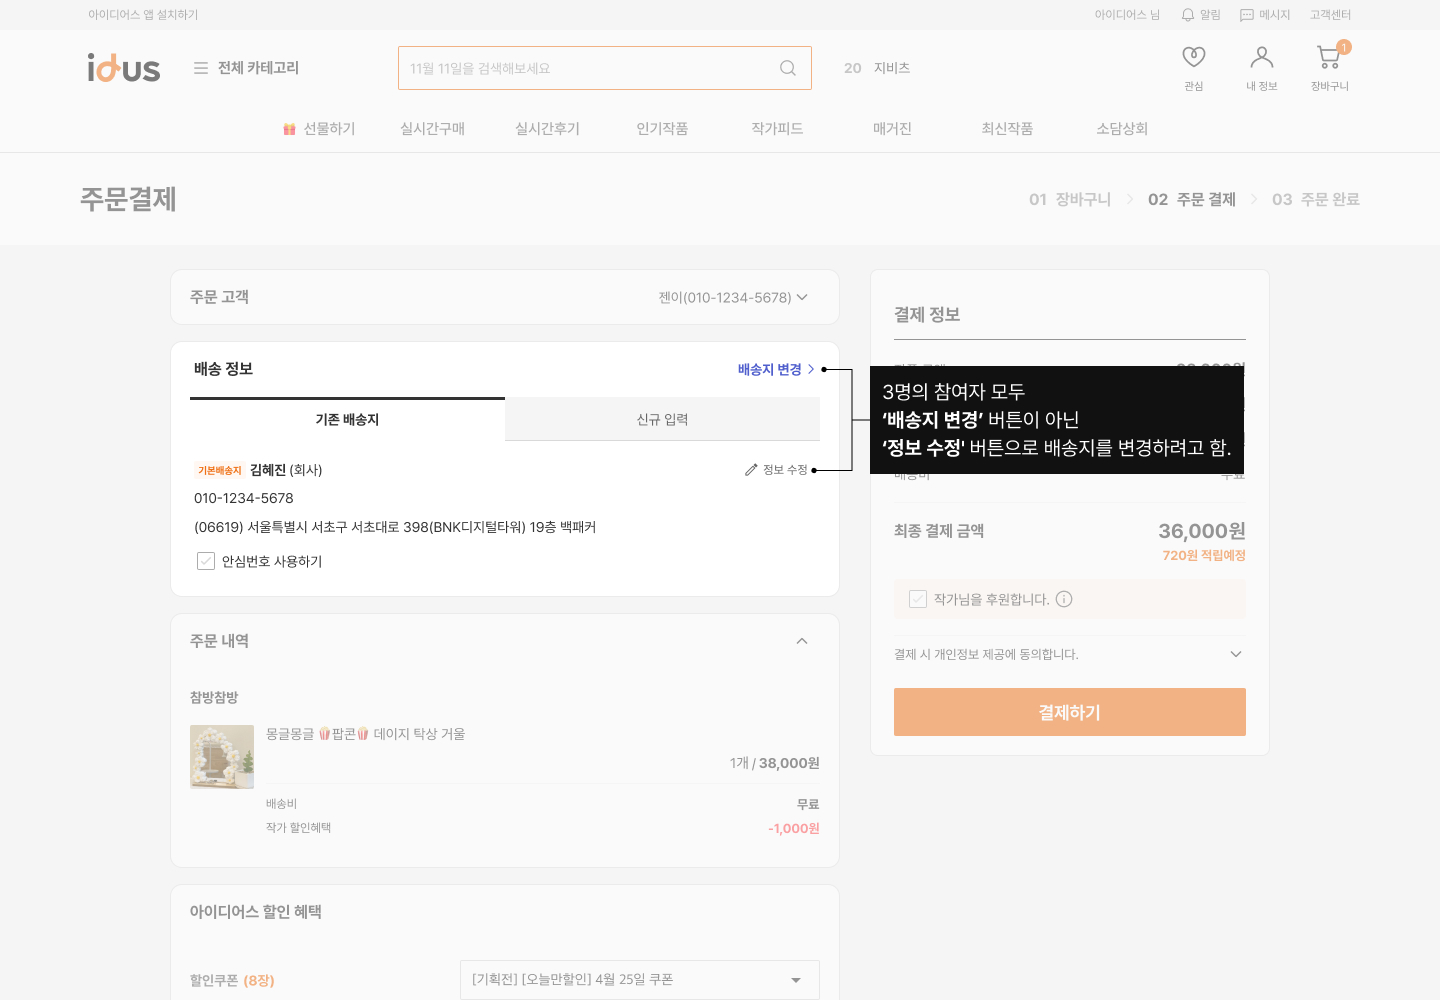 아이디어스 앱 설치하기
아이디어스 님
알림
메시지
고객센터
idus
전체 카테고리
11월 11일을 검색해보세요
20 지비츠
관심
내 정보
1
장바구니
선물하기
실시간구매
실시간후기
인기작품
작가피드
매거진
최신작품
소담상회
주문결제
01 장바구니
02 주문 결제
03 주문 완료
주문 고객
젠이(010-1234-5678)
배송 정보
배송지 변경
기존 배송지
신규 입력
기본배송지 김혜진 (회사)
정보 수정
010-1234-5678
(06619) 서울특별시 서초구 서초대로 398(BNK디지털타워) 19층 백패커
안심번호 사용하기
주문 내역
참방참방
몽글몽글 🍿팝콘🍿 데이지 탁상 거울
1개 / 38,000원
배송비
무료
작가 할인혜택
-1,000원
아이디어스 할인 혜택
할인쿠폰 (8장)
[기획전] [오늘만할인] 4월 25일 쿠폰
결제 정보
3명의 참여자 모두
‘배송지 변경’ 버튼이 아닌
‘정보 수정' 버튼으로 배송지를 변경하려고 함.
배송비
무료
최종 결제 금액
36,000원
720원 적립예정
작가님을 후원합니다.
결제 시 개인정보 제공에 동의합니다.
결제하기